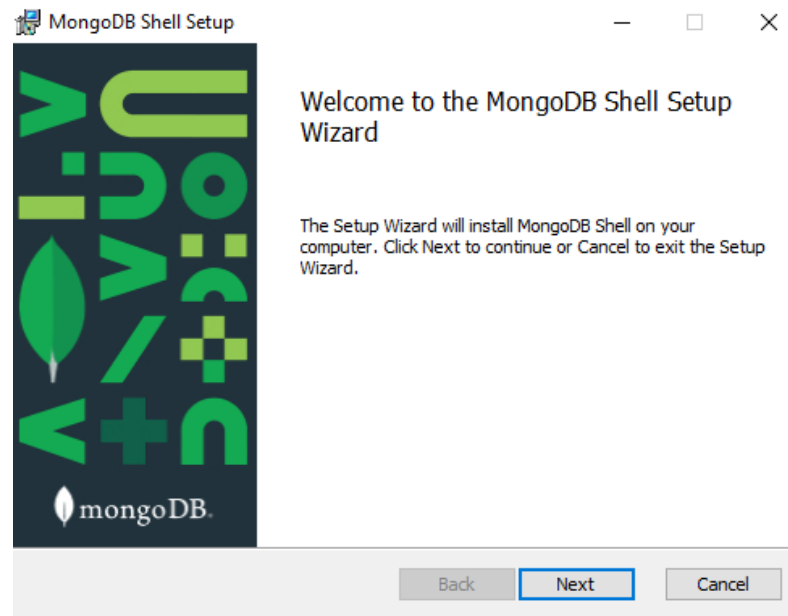 MongoDB Shell Setup
Welcome to the MongoDB Shell Setup
Wizard
The Setup Wizard will install MongoDB Shell on your
computer. Click Next to continue or Cancel to exit the Setup
Wizard.
mongoDB.
Back
Next
Cancel